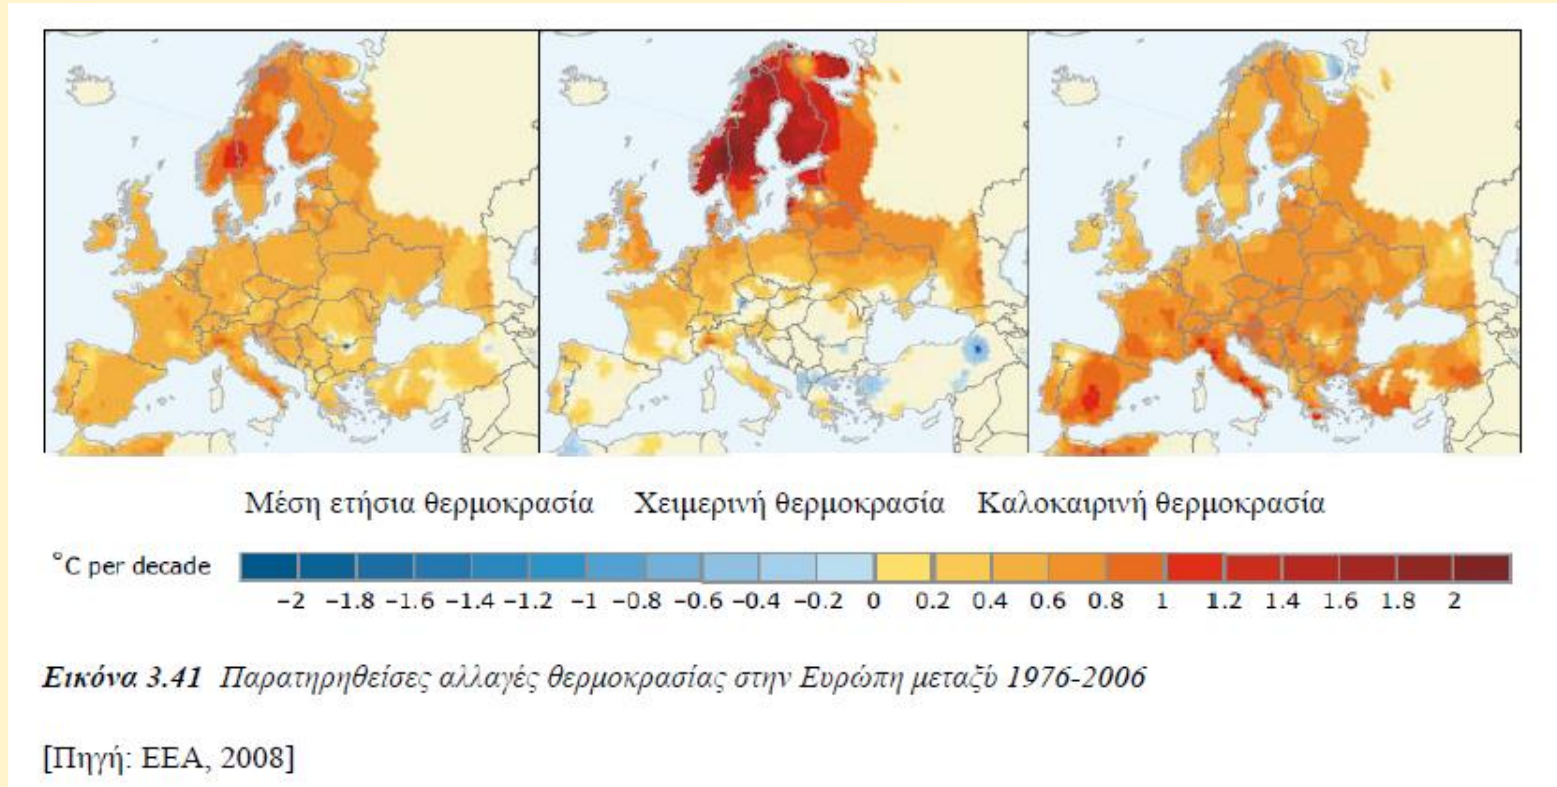 Μέση ετήσια θερμοκρασία Χειμερινή θερμοκρασία Καλοκαιρινή θερμοκρασία
°C per decade
−2 −1.8 −1.6 −1.4 −1.2 −1 −0.8 −0.6 −0.4 −0.2 0 0.2 0.4 0.6 0.8 1 1.2 1.4 1.6 1.8 2
Εικόνα 3.41 Παρατηρηθείσες αλλαγές θερμοκρασίας στην Ευρώπη μεταξύ 1976-2006
[Πηγή: ΕΕΑ, 2008]